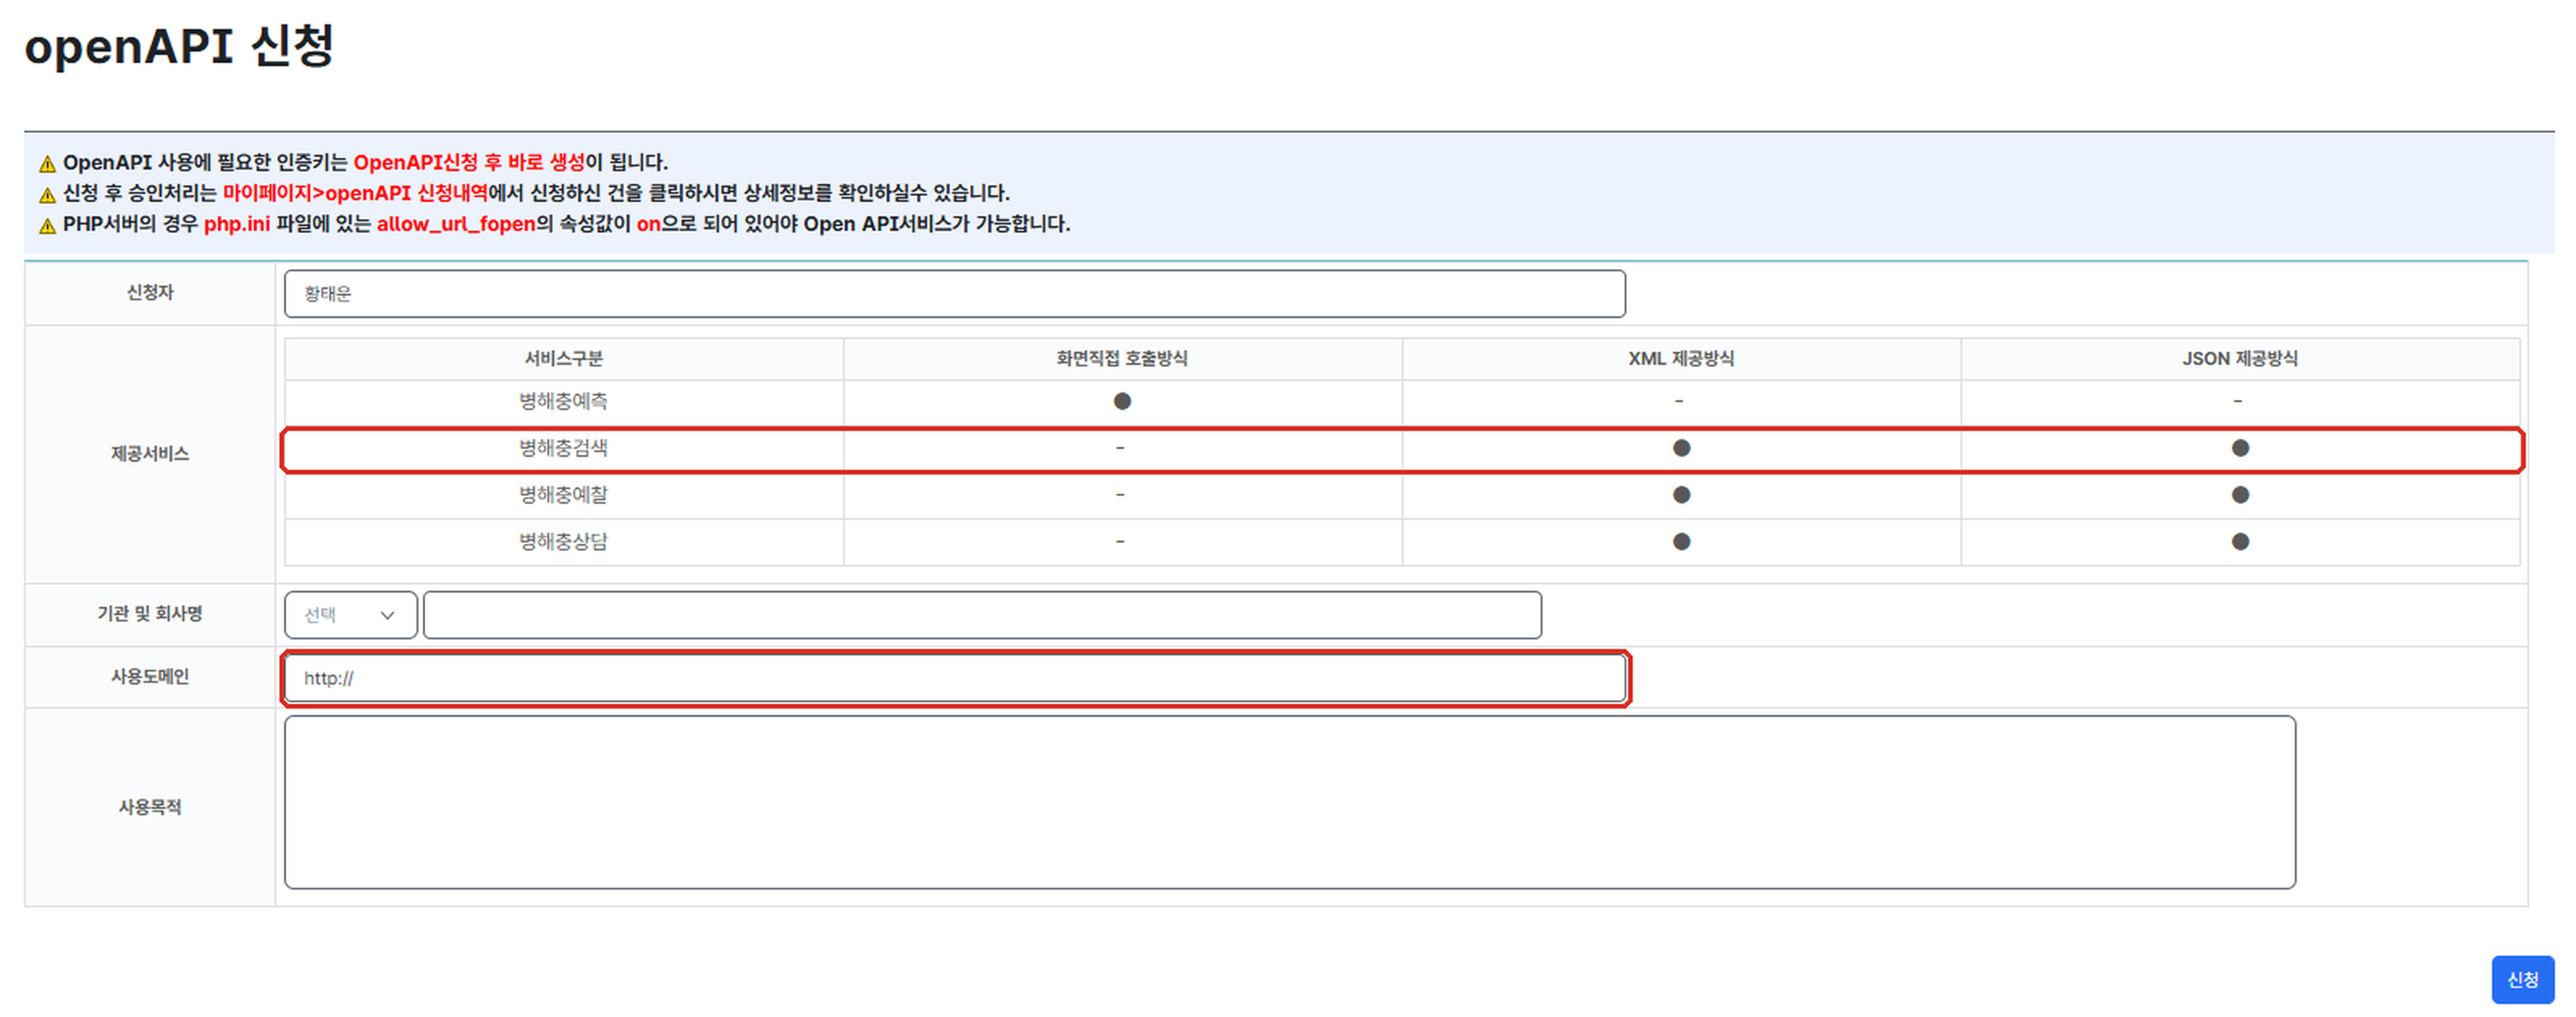 openAPI 신청
⚠ OpenAPI 사용에 필요한 인증키는 OpenAPI신청 후 바로 생성이 됩니다.
⚠ 신청 후 승인처리는 마이페이지>openAPI 신청내역에서 신청하신 건을 클릭하시면 상세정보를 확인하실수 있습니다.
⚠ PHP서버의 경우 php.ini 파일에 있는 allow_url_fopen의 속성값이 on으로 되어 있어야 Open API서비스가 가능합니다.
신청자 황태운
제공서비스
서비스구분 화면직접 호출방식 XML 제공방식 JSON 제공방식
병해충예측 ● - -
병해충검색 - ● ●
병해충예찰 - ● ●
병해충상담 - ● ●
기관 및 회사명 선택
사용도메인 http://
사용목적
신청